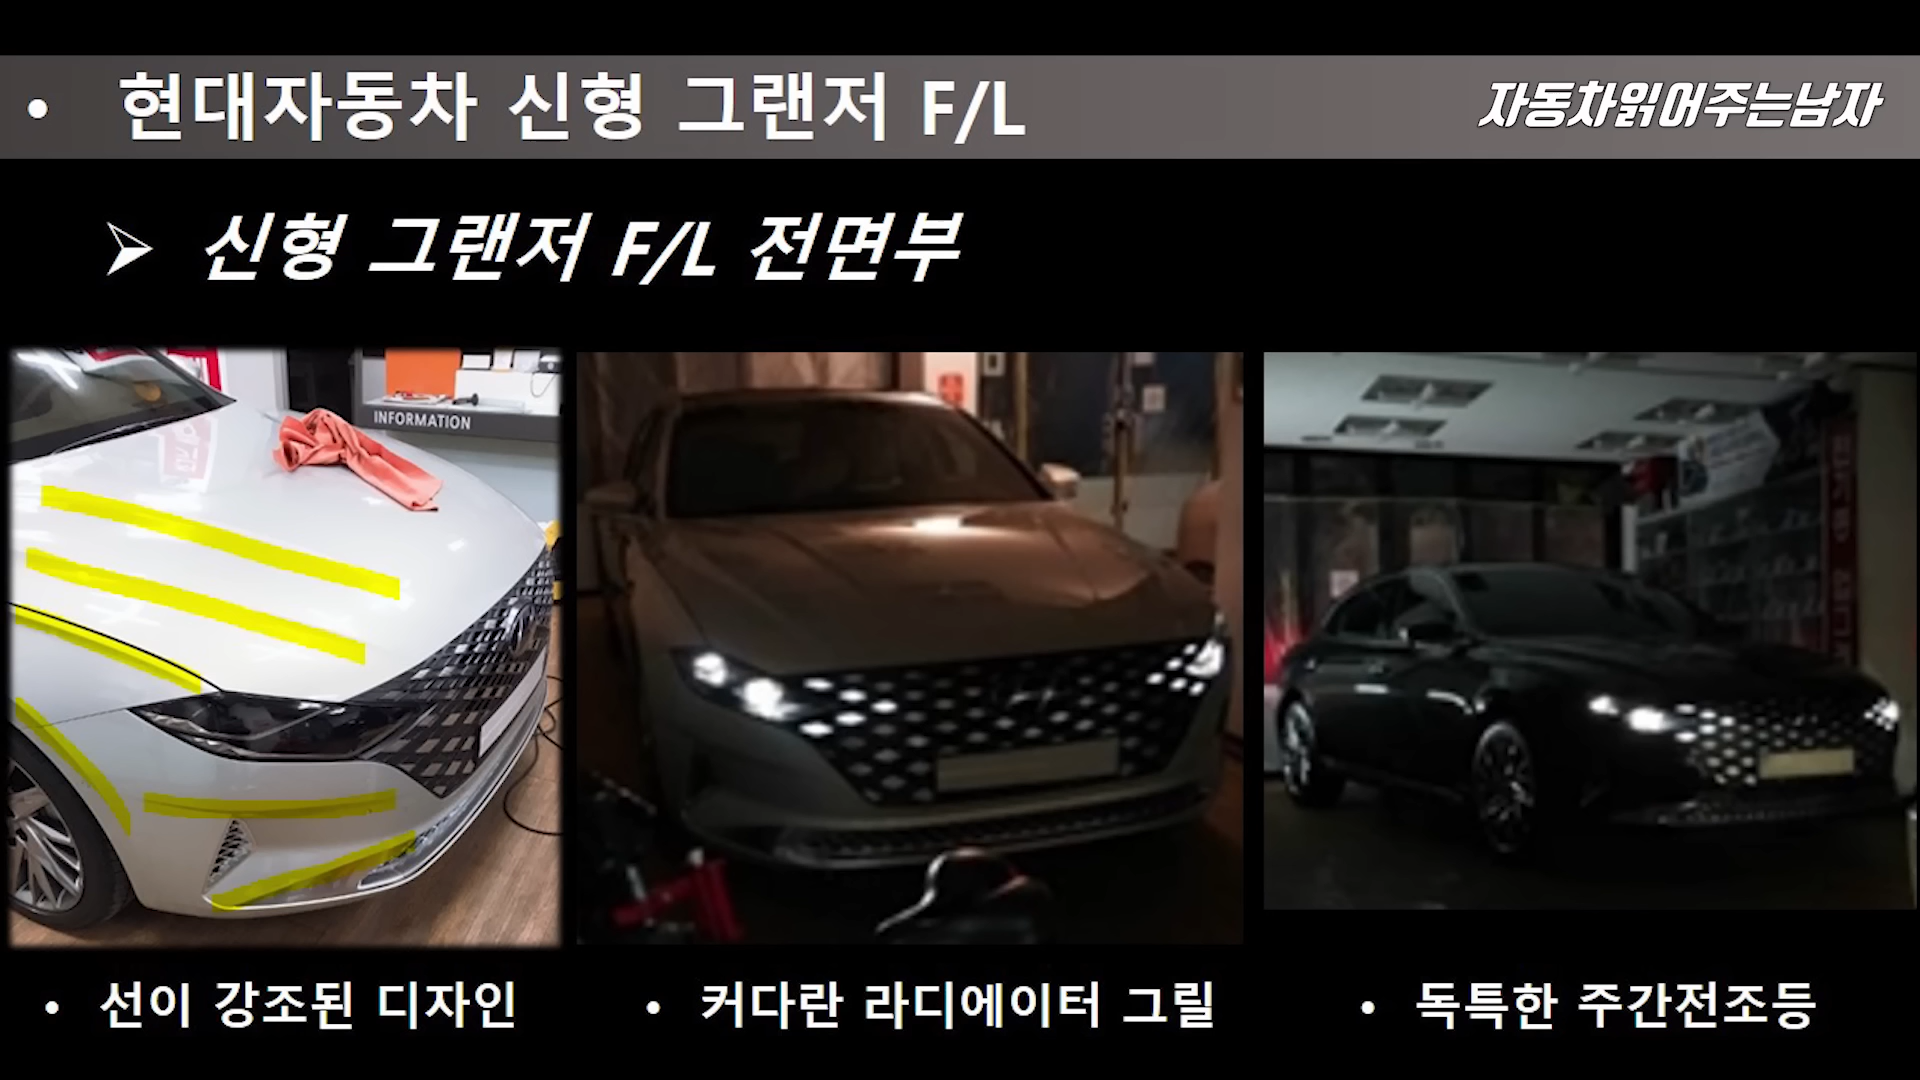 • 현대자동차 신형 그랜저 F/L
자동차읽어주는남자
➢ 신형 그랜저 F/L 전면부
INFORMATION
• 선이 강조된 디자인
• 커다란 라디에이터 그릴
• 독특한 주간전조등